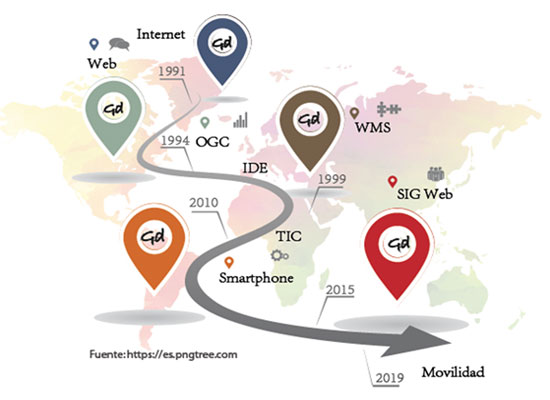 Internet
Gd
Web
1991
Gd
Gd
WMS
OGC
1994
IDE
1999
SIG Web
2010
Gd
TIC
Gd
Smartphone
2015
Fuente: https://es.pngtree.com
Movilidad
2019